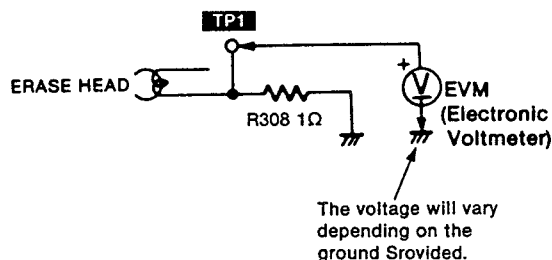 TP1
ERASE HEAD
R308 1Ω
+
V
EVM
(Electronic
Voltmeter)
The voltage will vary
depending on the
ground Srovided.